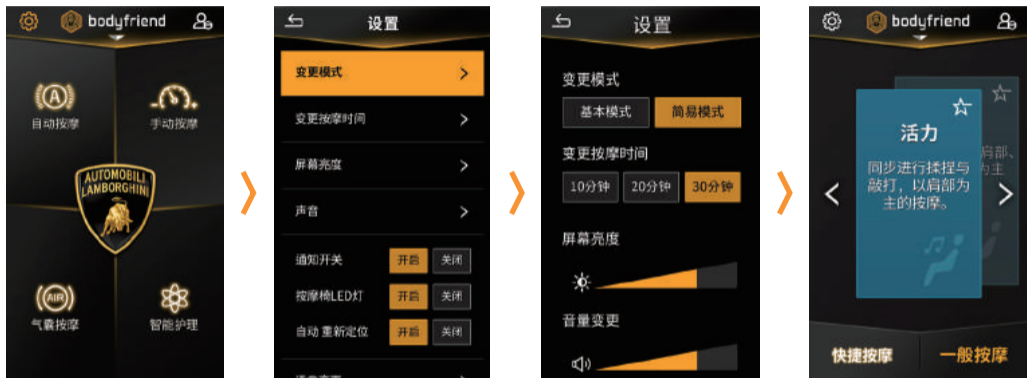 bodyfriend
自动按摩
手动按摩
AUTOMOBILI
LAMBORGHINI
AIR
气囊按摩
智能护理
设置
变更模式
变更按摩时间
屏幕亮度
声音
通知开关
开启
关闭
按摩椅LED灯
开启
关闭
自动 重新定位
开启
关闭
设置
变更模式
基本模式
简易模式
变更按摩时间
10分钟
20分钟
30分钟
屏幕亮度
音量变更
bodyfriend
活力
同步进行揉捏与
敲打，以肩部为
主的按摩。
肩部、
为主
快捷按摩
一般按摩